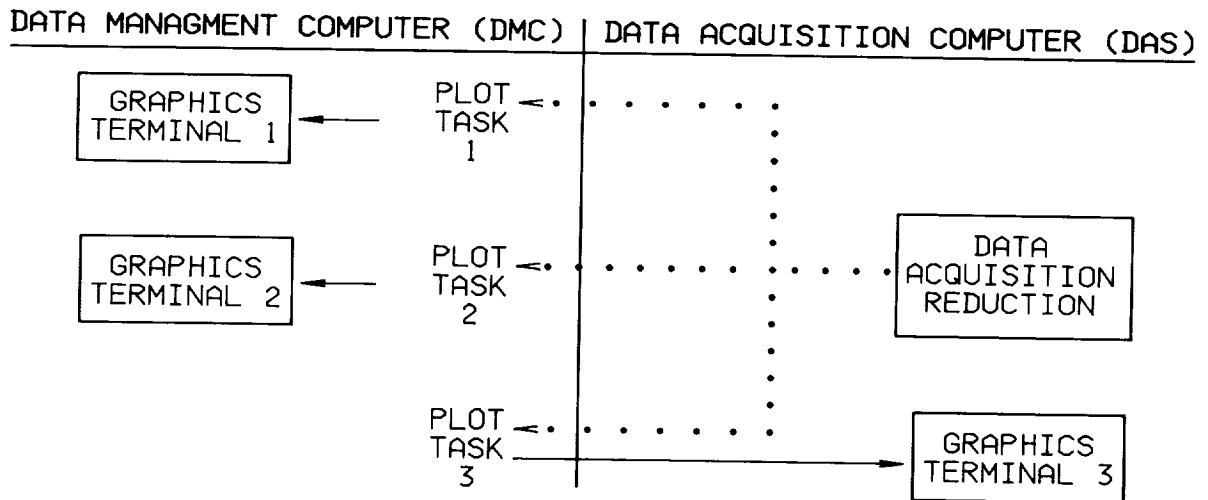 DATA MANAGMENT COMPUTER (DMC)
DATA ACQUISITION COMPUTER (DAS)
GRAPHICS
TERMINAL 1
PLOT
TASK
1
GRAPHICS
TERMINAL 2
PLOT
TASK
2
DATA
ACQUISITION
REDUCTION
PLOT
TASK
3
GRAPHICS
TERMINAL 3